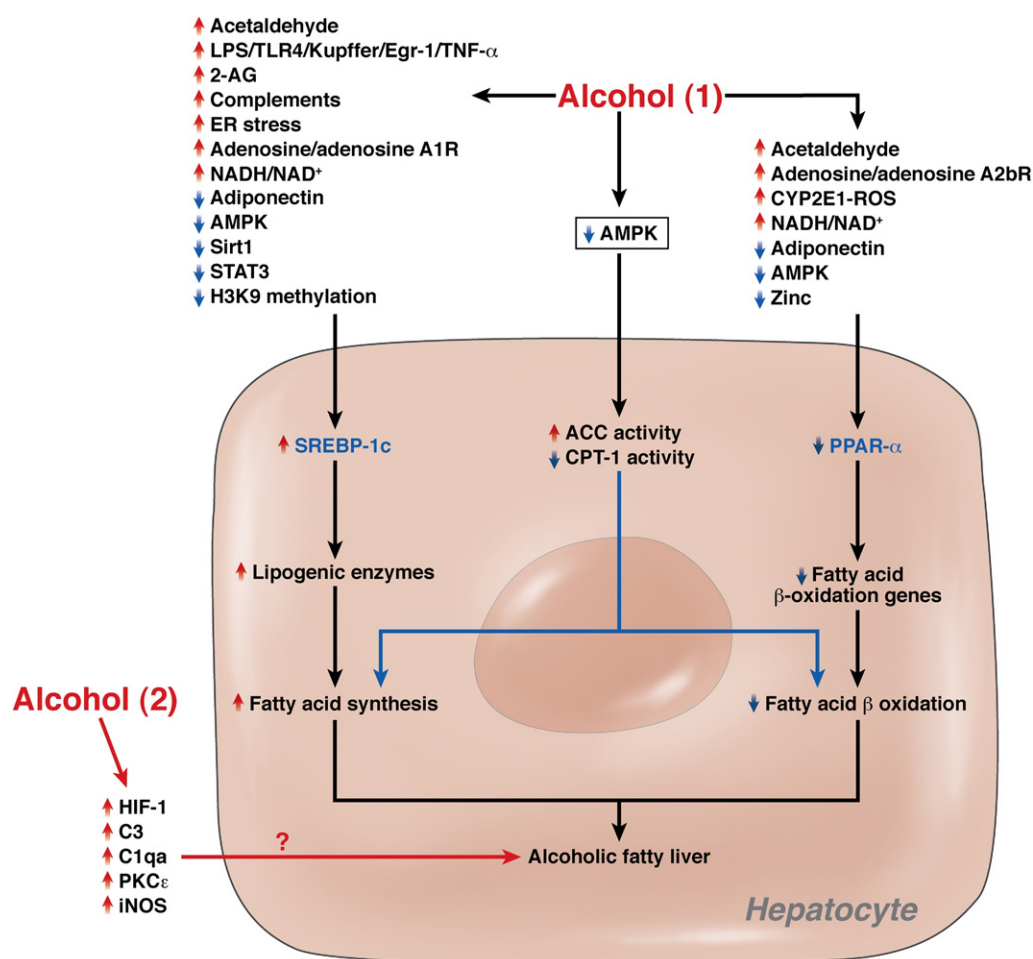 Acetaldehyde
LPS/TLR4/Kupffer/Egr-1/TNF-α
2-AG
Complements
ER stress
Adenosine/adenosine A1R
NADH/NAD⁺
Adiponectin
AMPK
Sirt1
STAT3
H3K9 methylation
Alcohol (1)
AMPK
Acetaldehyde
Adenosine/adenosine A2bR
CYP2E1-ROS
NADH/NAD⁺
Adiponectin
AMPK
Zinc
SREBP-1c
ACC activity
CPT-1 activity
PPAR-α
Lipogenic enzymes
Fatty acid
β-oxidation genes
Fatty acid synthesis
Fatty acid β oxidation
Alcohol (2)
HIF-1
C3
C1qa
PKCε
iNOS
?
Alcoholic fatty liver
Hepatocyte